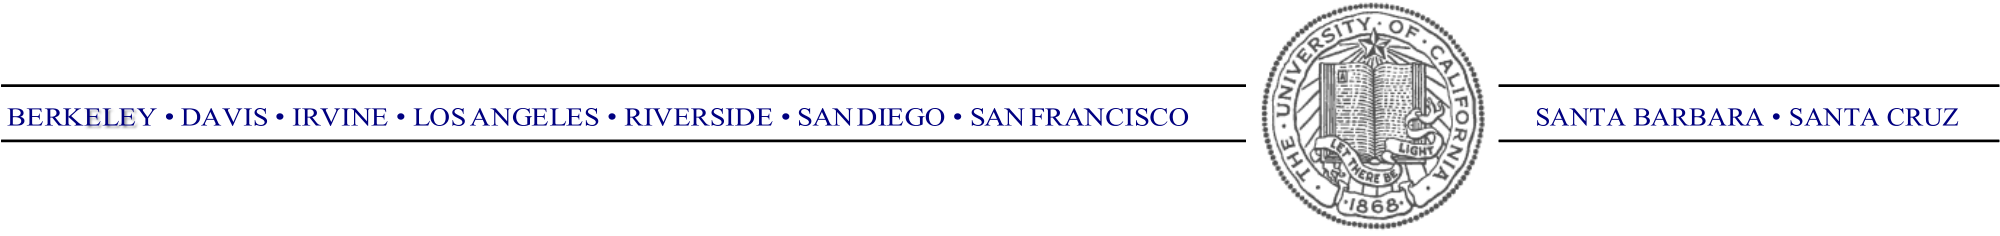 BERKELEY • DAVIS • IRVINE • LOS ANGELES • RIVERSIDE • SAN DIEGO • SAN FRANCISCO
THE · UNIVERSITY · OF · CALIFORNIA ·
A
LET THERE BE LIGHT
· 1868 ·
SANTA BARBARA • SANTA CRUZ